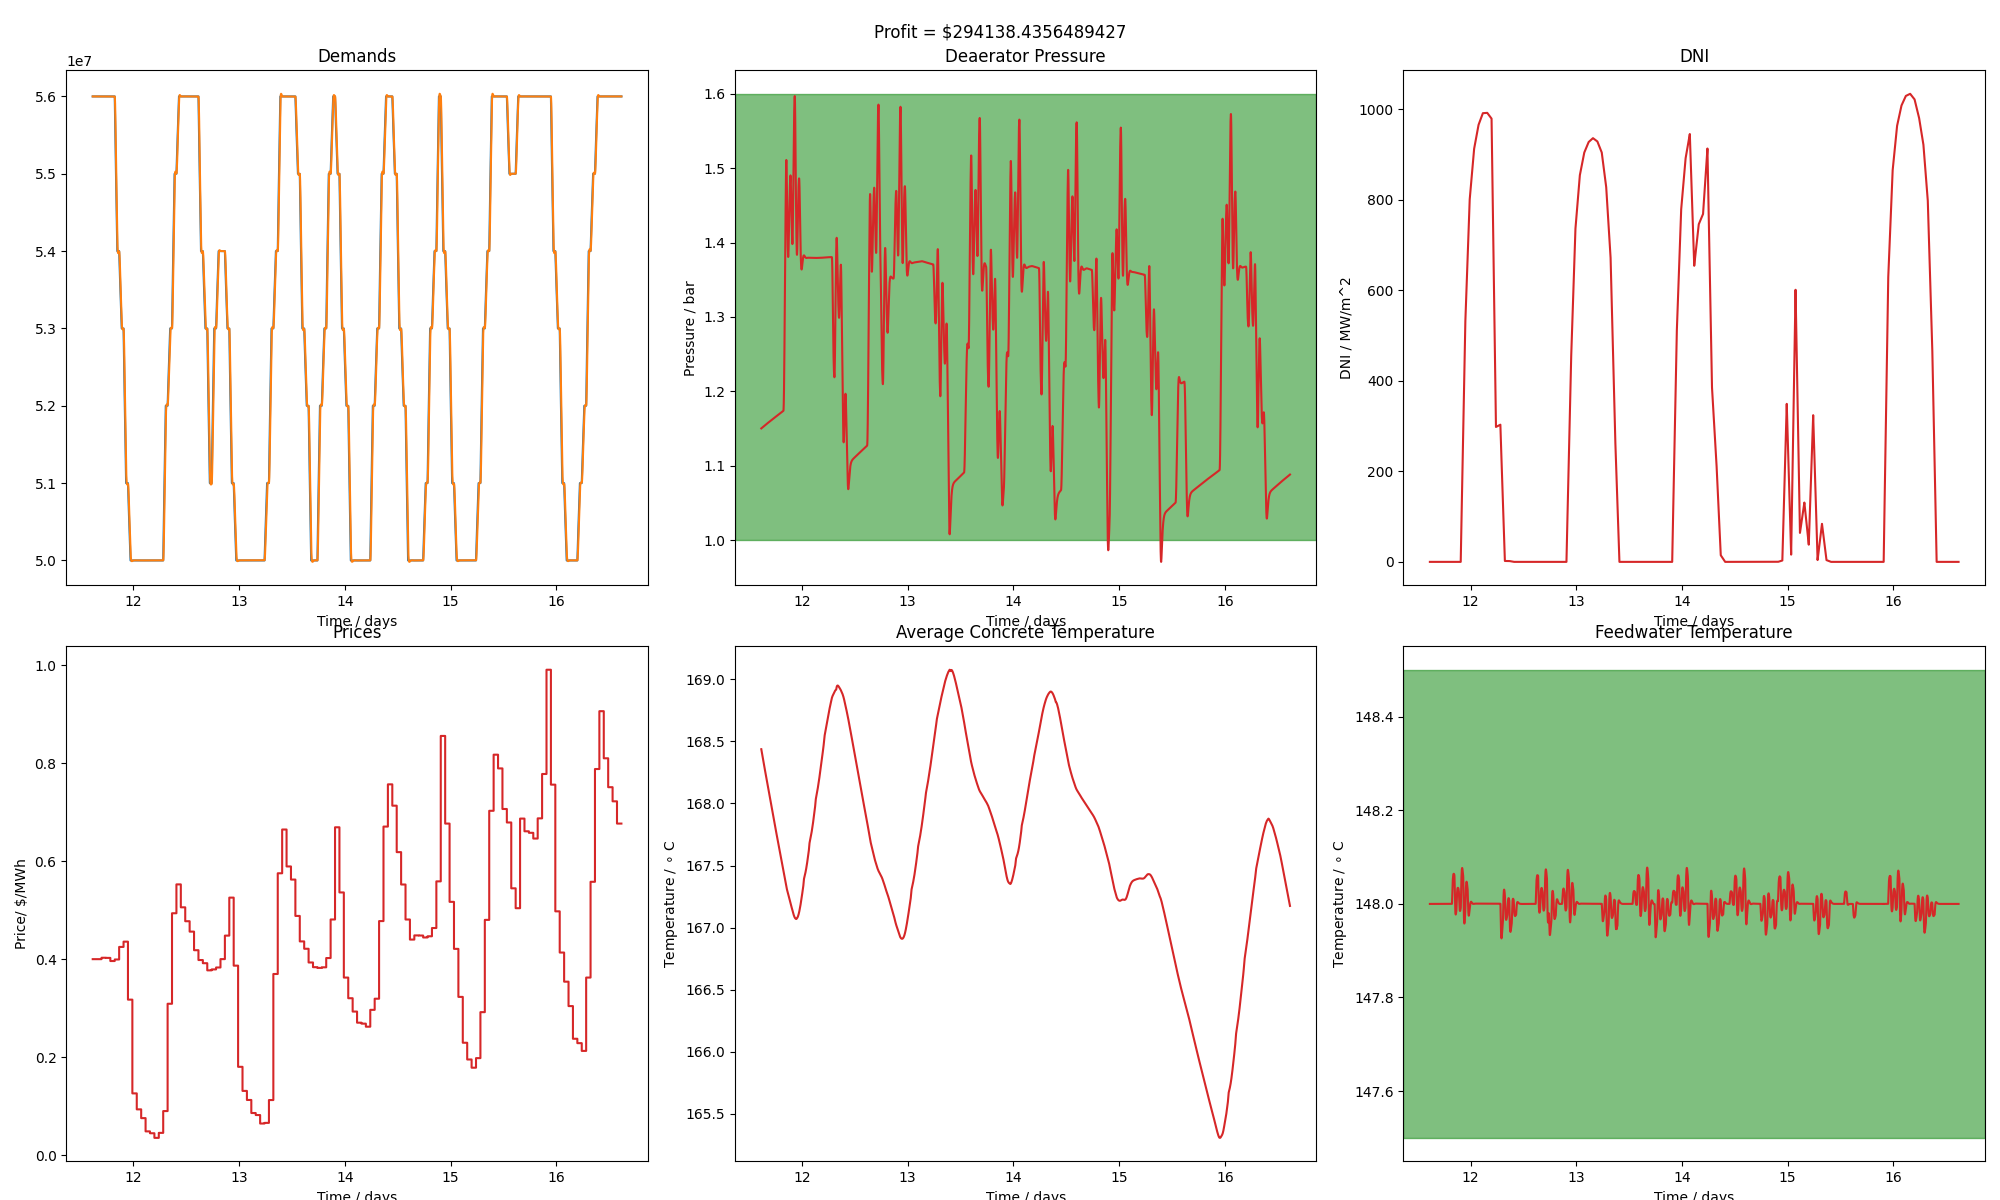 Profit = $294138.4356489427
Demands
1e7
5.6
5.5
5.4
5.3
5.2
5.1
5.0
12 13 14 15 16
Time / days
Deaerator Pressure
Pressure / bar
1.6
1.5
1.4
1.3
1.2
1.1
1.0
12 13 14 15 16
Time / days
DNI
DNI / MW/m^2
1000
800
600
400
200
0
12 13 14 15 16
Time / days
Prices
Price/ $/MWh
1.0
0.8
0.6
0.4
0.2
0.0
12 13 14 15 16
Time / days
Average Concrete Temperature
Temperature / ∘ C
169.0
168.5
168.0
167.5
167.0
166.5
166.0
165.5
12 13 14 15 16
Time / days
Feedwater Temperature
Temperature / ∘ C
148.4
148.2
148.0
147.8
147.6
12 13 14 15 16
Time / days